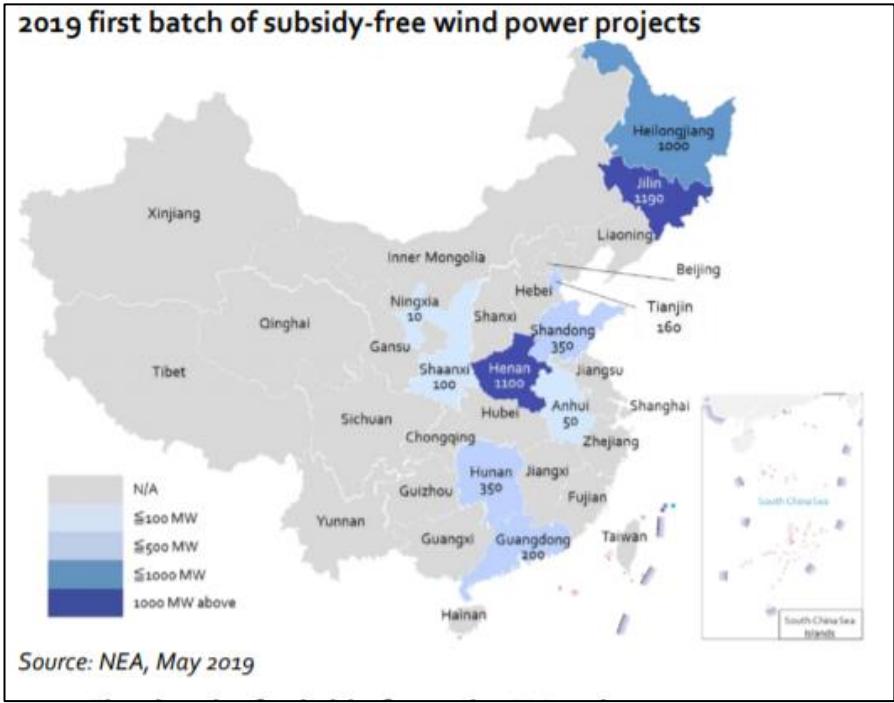 2019 first batch of subsidy-free wind power projects
Heilongjiang
1000
Jilin
1190
Xinjiang
Liaoning
Inner Mongolia
Beijing
Ningxia
10
Hebei
Tianjin
160
Qinghai
Shanxi
Shandong
350
Gansu
Tibet
Shaanxi
100
Henan
1100
Jiangsu
Shanghai
Anhui
50
Hubei
Sichuan
Chongqing
Zhejiang
Hunan
350
Jiangxi
Guizhou
Fujian
Yunnan
Guangxi
Guangdong
200
Taiwan
Hainan
N/A
≦100 MW
≦500 MW
≦1000 MW
1000 MW above
South China Sea
South China Sea
Islands
Source: NEA, May 2019